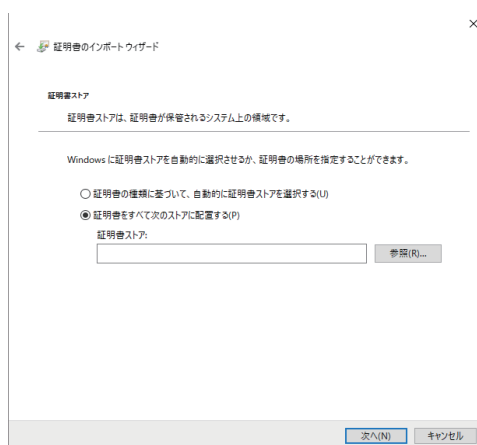 証明書のインポート ウィザード
証明書ストア
証明書ストアは、証明書が保管されるシステム上の領域です。
Windows に証明書ストアを自動的に選択させるか、証明書の場所を指定することができます。
証明書の種類に基づいて、自動的に証明書ストアを選択する(U)
証明書をすべて次のストアに配置する(P)
証明書ストア:
参照(R)...
次へ(N) キャンセル